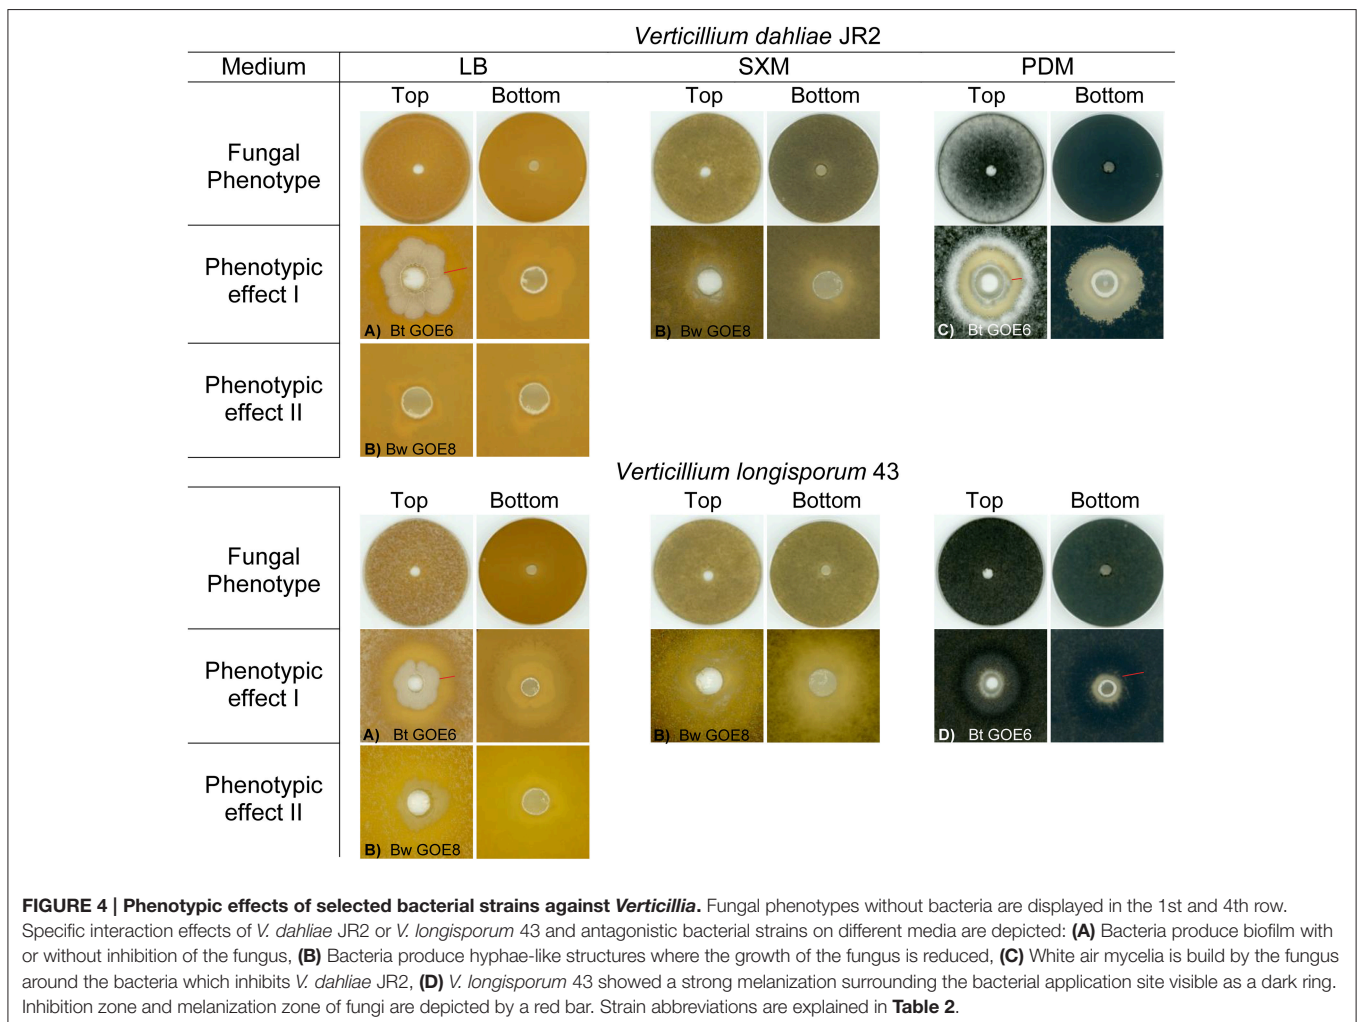 Verticillium dahliae JR2
Medium LB SXM PDM
Top Bottom Top Bottom Top Bottom
Fungal
Phenotype
Phenotypic
effect I
A) Bt GOE6 B) Bw GOE8 C) Bt GOE6
Phenotypic
effect II
B) Bw GOE8
Verticillium longisporum 43
Top Bottom Top Bottom Top Bottom
Fungal
Phenotype
Phenotypic
effect I
A) Bt GOE6 B) Bw GOE8 D) Bt GOE6
Phenotypic
effect II
B) Bw GOE8
FIGURE 4 | Phenotypic effects of selected bacterial strains against Verticillia. Fungal phenotypes without bacteria are displayed in the 1st and 4th row.
Specific interaction effects of V. dahliae JR2 or V. longisporum 43 and antagonistic bacterial strains on different media are depicted: (A) Bacteria produce biofilm with
or without inhibition of the fungus, (B) Bacteria produce hyphae-like structures where the growth of the fungus is reduced, (C) White air mycelia is build by the fungus
around the bacteria which inhibits V. dahliae JR2, (D) V. longisporum 43 showed a strong melanization surrounding the bacterial application site visible as a dark ring.
Inhibition zone and melanization zone of fungi are depicted by a red bar. Strain abbreviations are explained in Table 2.